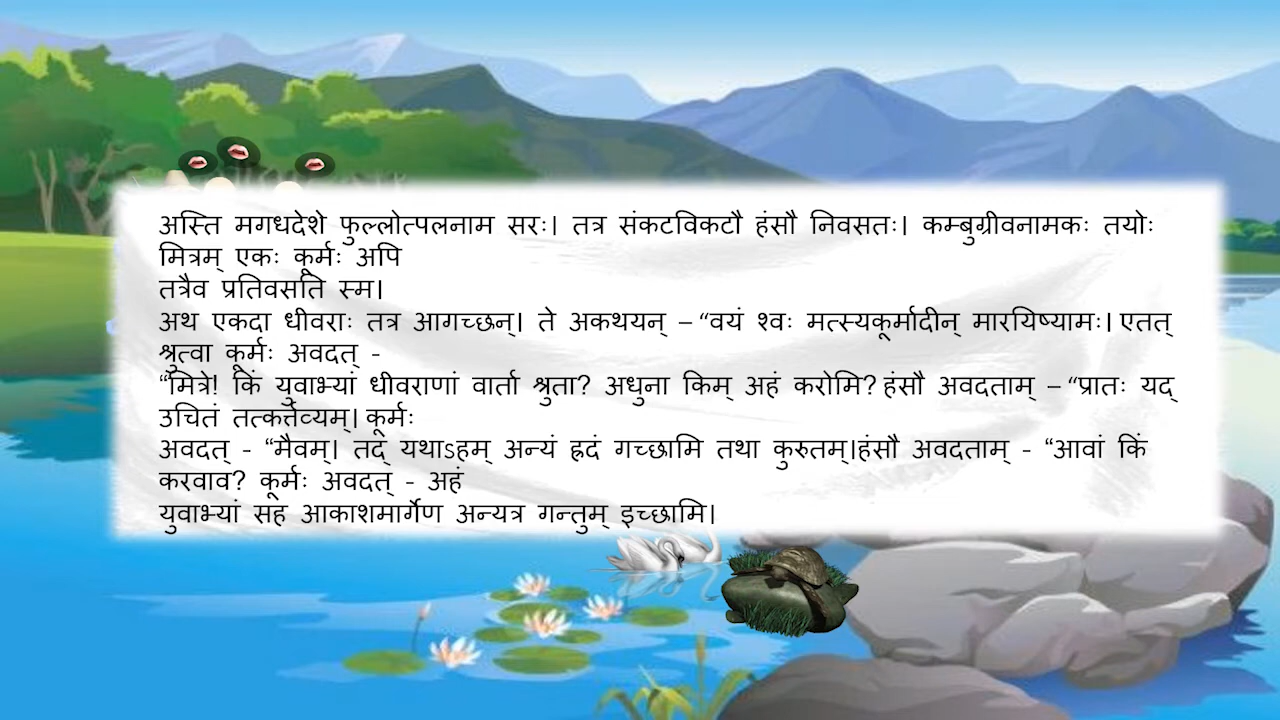 अस्ति मगधदेशे फुल्लोत्पलनाम सरः। तत्र संकटविकटौ हंसौ निवसतः। कम्बुग्रीवनामकः तयोः
मित्रम् एकः कूर्मः अपि
तत्रैव प्रतिवसति स्म।
अथ एकदा धीवराः तत्र आगच्छन्। ते अकथयन् – “वयं श्वः मत्स्यकूर्मादीन् मारयिष्यामः। एतत्
श्रुत्वा कूर्मः अवदत् -
“मित्रे! किं युवाभ्यां धीवराणां वार्ता श्रुता? अधुना किम् अहं करोमि? हंसौ अवदताम् – “प्रातः यद्
उचितं तत्कर्त्तव्यम्। कूर्मः
अवदत् - “मैवम्। तद् यथाऽहम् अन्यं ह्रदं गच्छामि तथा कुरुतम्।हंसौ अवदताम् - “आवां किं
करवाव? कूर्मः अवदत् - अहं
युवाभ्यां सह आकाशमार्गेण अन्यत्र गन्तुम् इच्छामि।